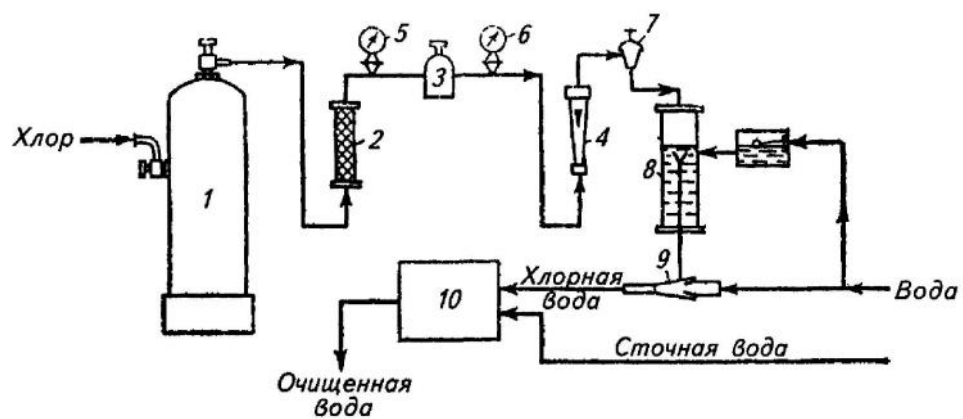 5
6
7
3
Хлор
2
4
8
1
9
Хлорная
вода
10
Вода
Сточная вода
Очищенная
вода